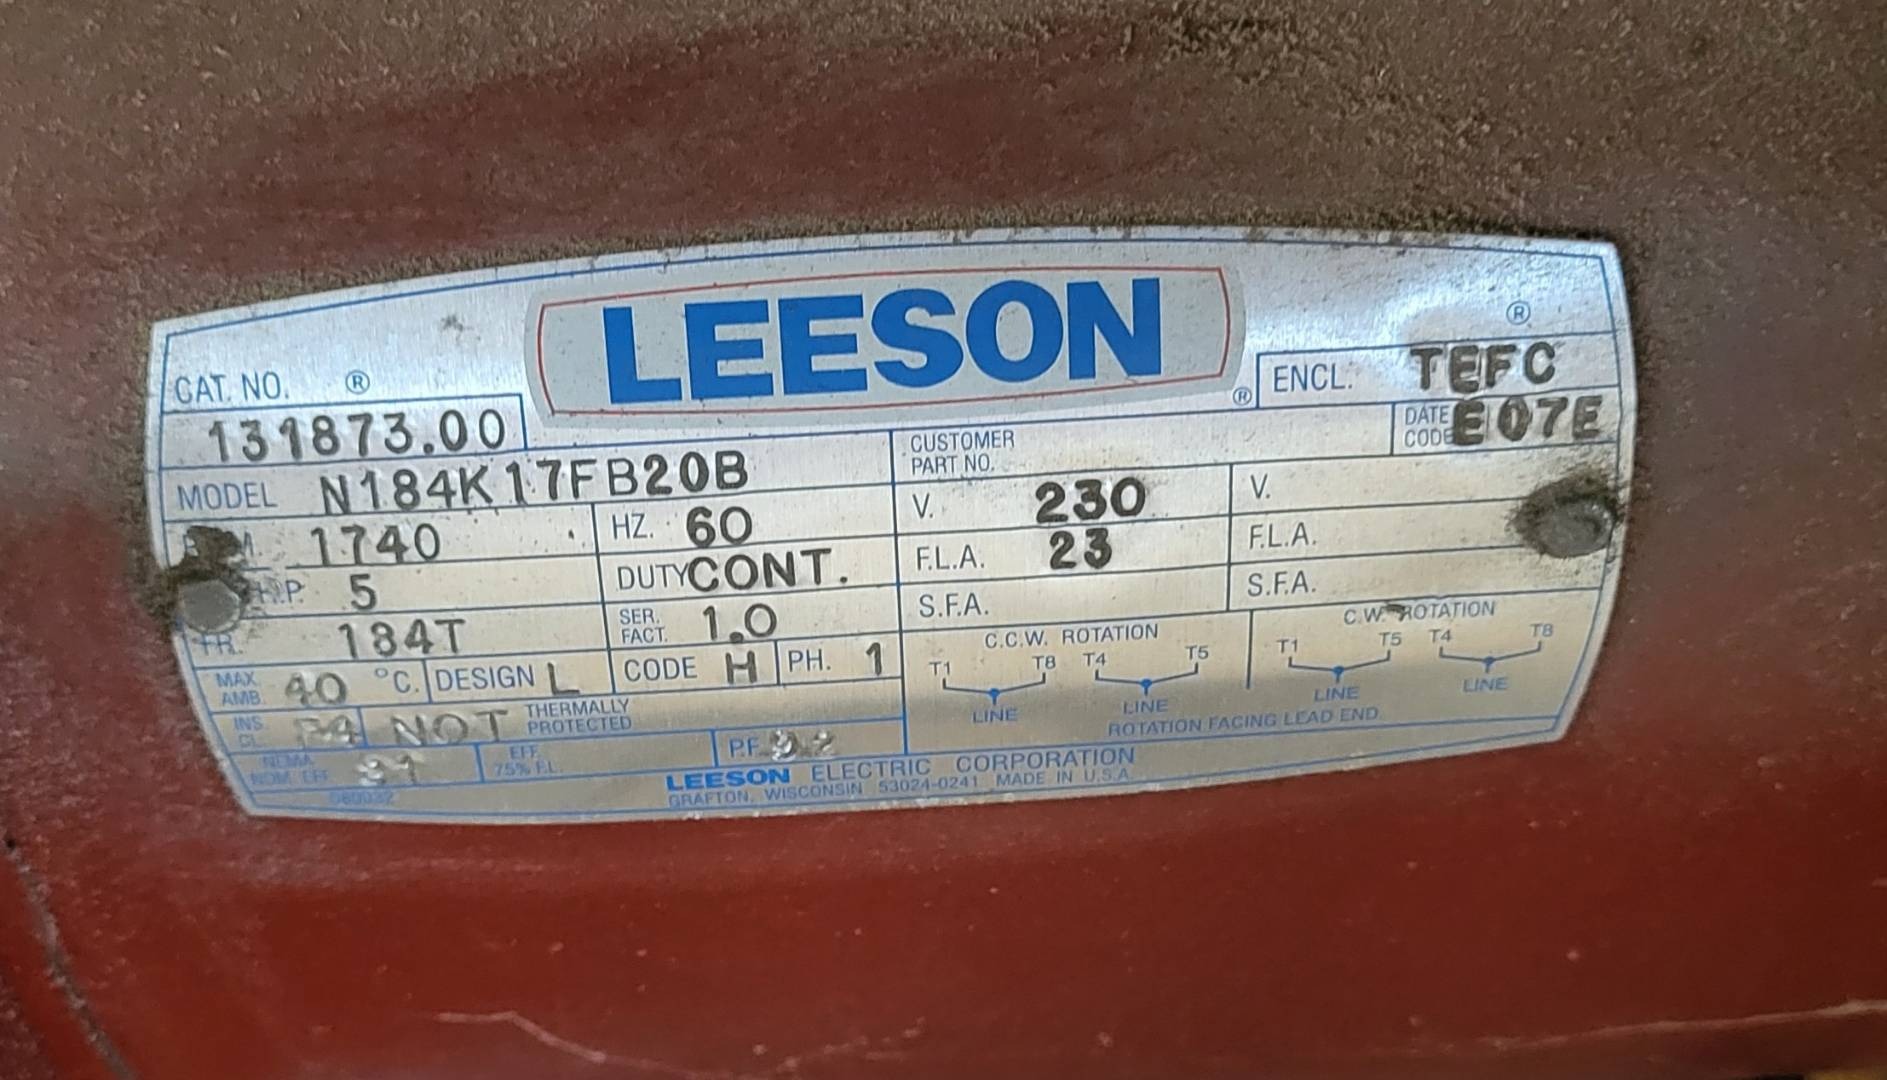 LEESON
®
®
®
ENCL. TEFC
CAT. NO.
131873.00
DATE CODE E07E
CUSTOMER PART NO.
MODEL N184K17FB20B
1740
HZ. 60
V. 230
V.
H.P. 5
DUTY CONT.
F.L.A. 23
F.L.A.
FR. 184T
SER. FACT. 1.0
S.F.A.
S.F.A.
MAX. AMB. 40 °C.
DESIGN L
CODE H
PH. 1
INS. CL. F4
NOT THERMALLY PROTECTED
NEMA NOM. EFF. 81
EFF. 75% F.L.
P.F.
C.C.W. ROTATION
T1 T8 T4 T5
LINE LINE
C.W. ROTATION
T1 T5 T4 T8
LINE LINE
ROTATION FACING LEAD END
LEESON ELECTRIC CORPORATION
GRAFTON, WISCONSIN 53024-0241 MADE IN U.S.A.